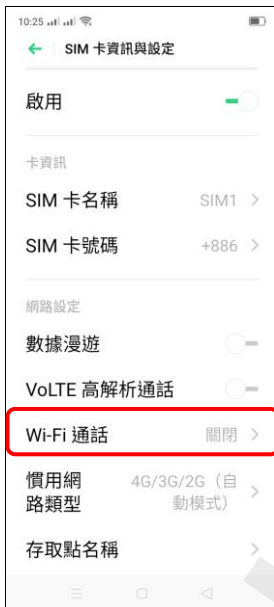 10:25
SIM 卡資訊與設定
啟用
卡資訊
SIM 卡名稱 SIM1
SIM 卡號碼 +886
網路設定
數據漫遊
VoLTE 高解析通話
Wi-Fi 通話 關閉
慣用網 4G/3G/2G（自
路類型 動模式）
存取點名稱